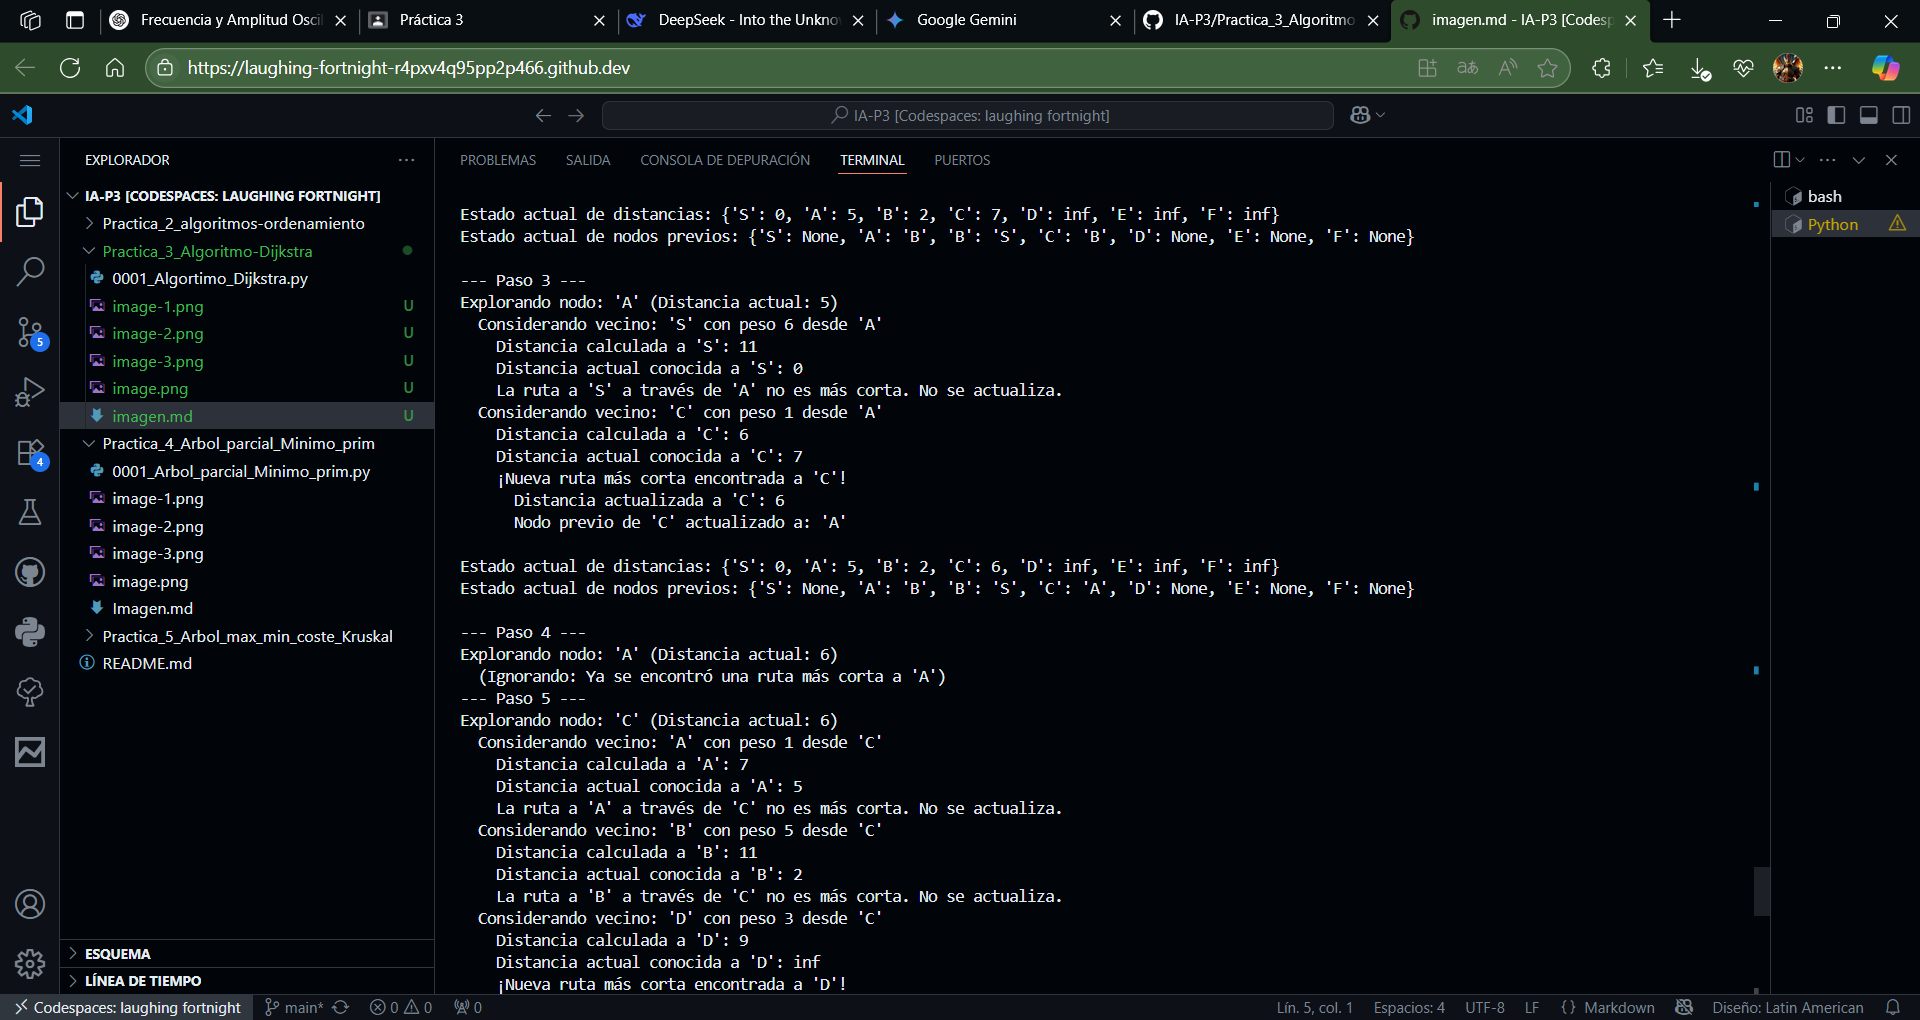 Frecuencia y Amplitud Oscil
Práctica 3
DeepSeek - Into the Unkno
Google Gemini
IA-P3/Practica_3_Algoritmo
imagen.md - IA-P3 [Codesp
https://laughing-fortnight-r4pxv4q95pp2p466.github.dev
IA-P3 [Codespaces: laughing fortnight]
EXPLORADOR
IA-P3 [CODESPACES: LAUGHING FORTNIGHT]
Practica_2_algoritmos-ordenamiento
Practica_3_Algoritmo-Dijkstra
0001_Algortimo_Dijkstra.py
image-1.png U
image-2.png U
image-3.png U
image.png U
imagen.md U
Practica_4_Arbol_parcial_Minimo_prim
0001_Arbol_parcial_Minimo_prim.py
image-1.png
image-2.png
image-3.png
image.png
Imagen.md
Practica_5_Arbol_max_min_coste_Kruskal
README.md
5
4
ESQUEMA
LÍNEA DE TIEMPO
PROBLEMAS SALIDA CONSOLA DE DEPURACIÓN TERMINAL PUERTOS
Estado actual de distancias: {'S': 0, 'A': 5, 'B': 2, 'C': 7, 'D': inf, 'E': inf, 'F': inf}
Estado actual de nodos previos: {'S': None, 'A': 'B', 'B': 'S', 'C': 'B', 'D': None, 'E': None, 'F': None}
--- Paso 3 ---
Explorando nodo: 'A' (Distancia actual: 5)
Considerando vecino: 'S' con peso 6 desde 'A'
Distancia calculada a 'S': 11
Distancia actual conocida a 'S': 0
La ruta a 'S' a través de 'A' no es más corta. No se actualiza.
Considerando vecino: 'C' con peso 1 desde 'A'
Distancia calculada a 'C': 6
Distancia actual conocida a 'C': 7
¡Nueva ruta más corta encontrada a 'C'!
Distancia actualizada a 'C': 6
Nodo previo de 'C' actualizado a: 'A'
Estado actual de distancias: {'S': 0, 'A': 5, 'B': 2, 'C': 6, 'D': inf, 'E': inf, 'F': inf}
Estado actual de nodos previos: {'S': None, 'A': 'B', 'B': 'S', 'C': 'A', 'D': None, 'E': None, 'F': None}
--- Paso 4 ---
Explorando nodo: 'A' (Distancia actual: 6)
(Ignorando: Ya se encontró una ruta más corta a 'A')
--- Paso 5 ---
Explorando nodo: 'C' (Distancia actual: 6)
Considerando vecino: 'A' con peso 1 desde 'C'
Distancia calculada a 'A': 7
Distancia actual conocida a 'A': 5
La ruta a 'A' a través de 'C' no es más corta. No se actualiza.
Considerando vecino: 'B' con peso 5 desde 'C'
Distancia calculada a 'B': 11
Distancia actual conocida a 'B': 2
La ruta a 'B' a través de 'C' no es más corta. No se actualiza.
Considerando vecino: 'D' con peso 3 desde 'C'
Distancia calculada a 'D': 9
Distancia actual conocida a 'D': inf
¡Nueva ruta más corta encontrada a 'D'!
bash
Python
Codespaces: laughing fortnight main* 0 0 0 Lín. 5, col. 1 Espacios: 4 UTF-8 LF {} Markdown Diseño: Latin American